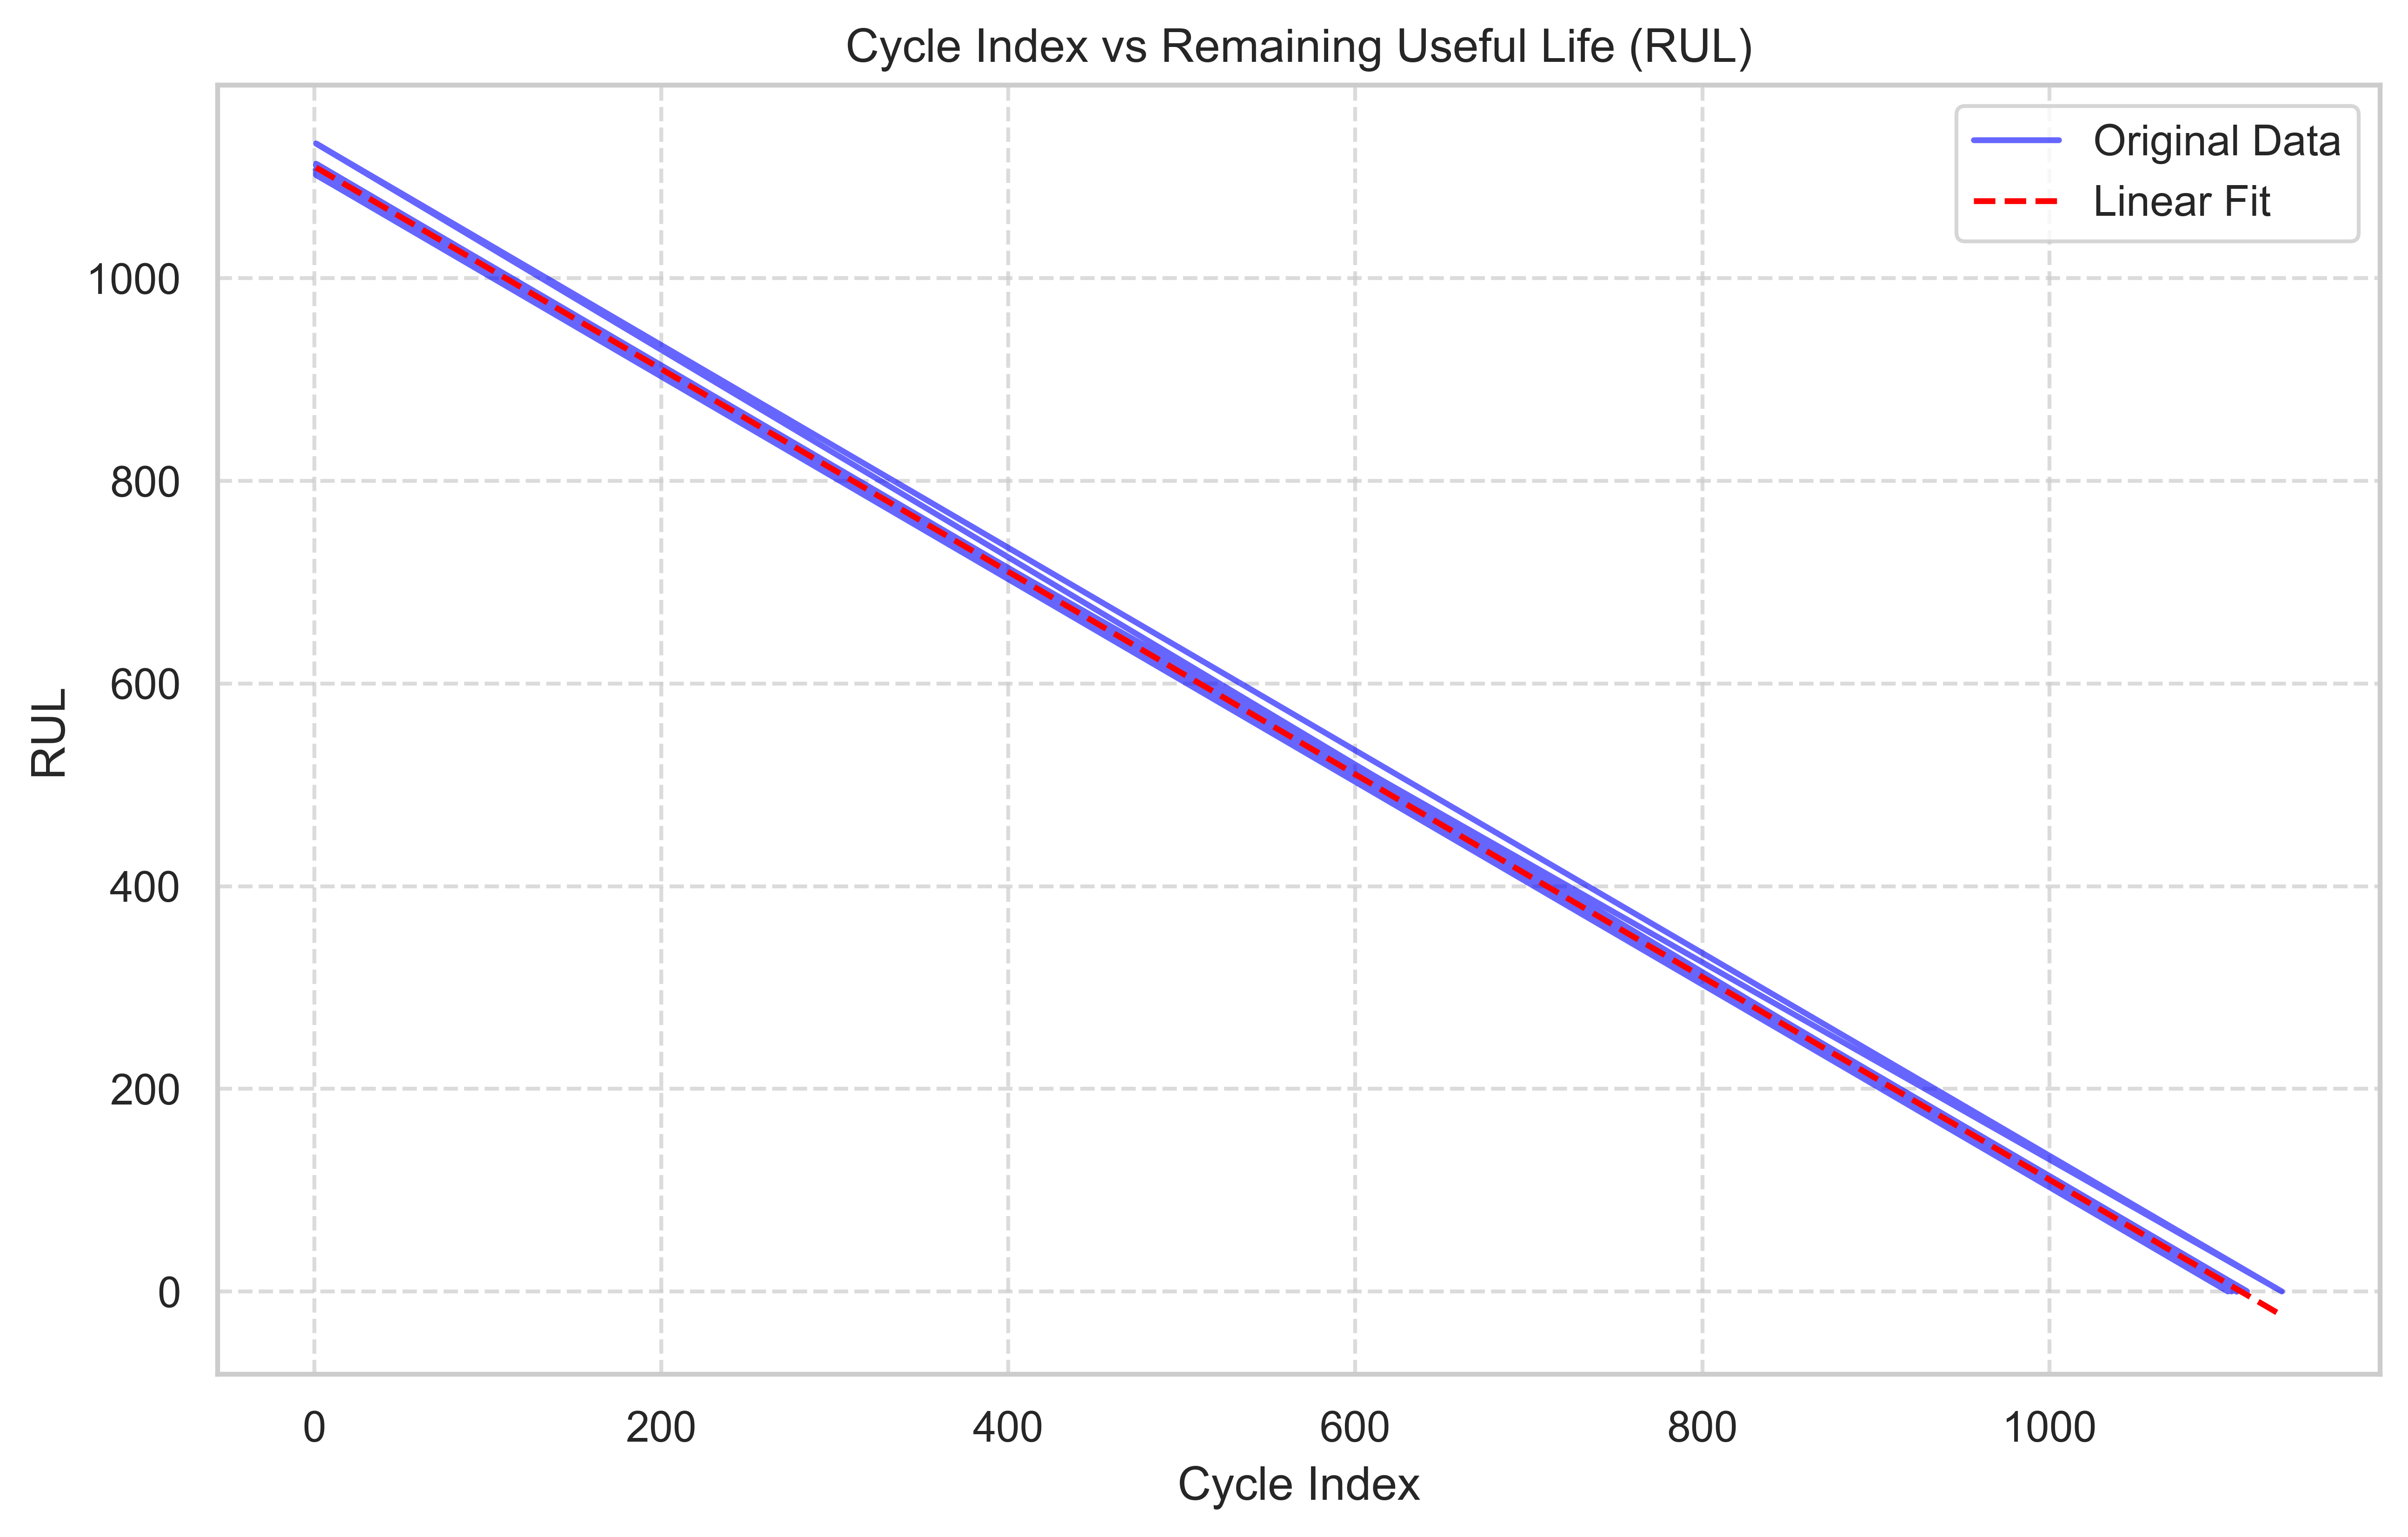 Cycle Index vs Remaining Useful Life (RUL)
Original Data
Linear Fit
1000
800
600
400
200
0
RUL
0 200 400 600 800 1000
Cycle Index